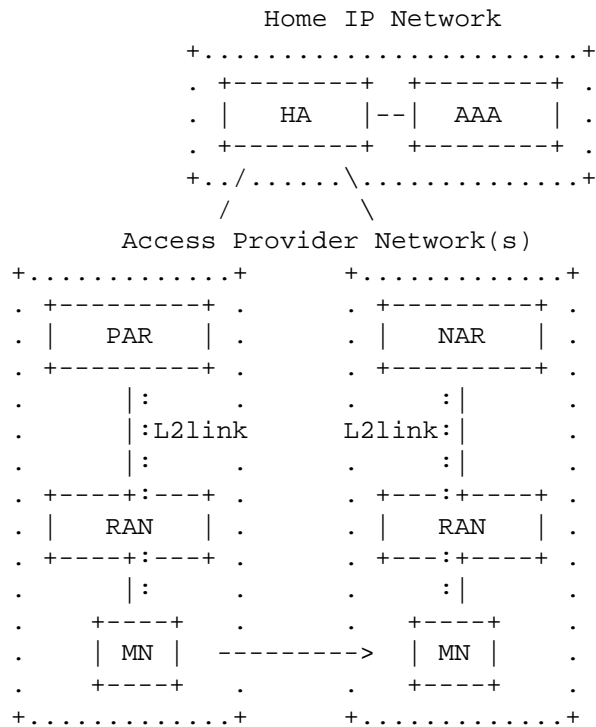 Home IP Network
HA -- AAA
Access Provider Network(s)
PAR NAR
L2link L2link
RAN RAN
MN ---------> MN